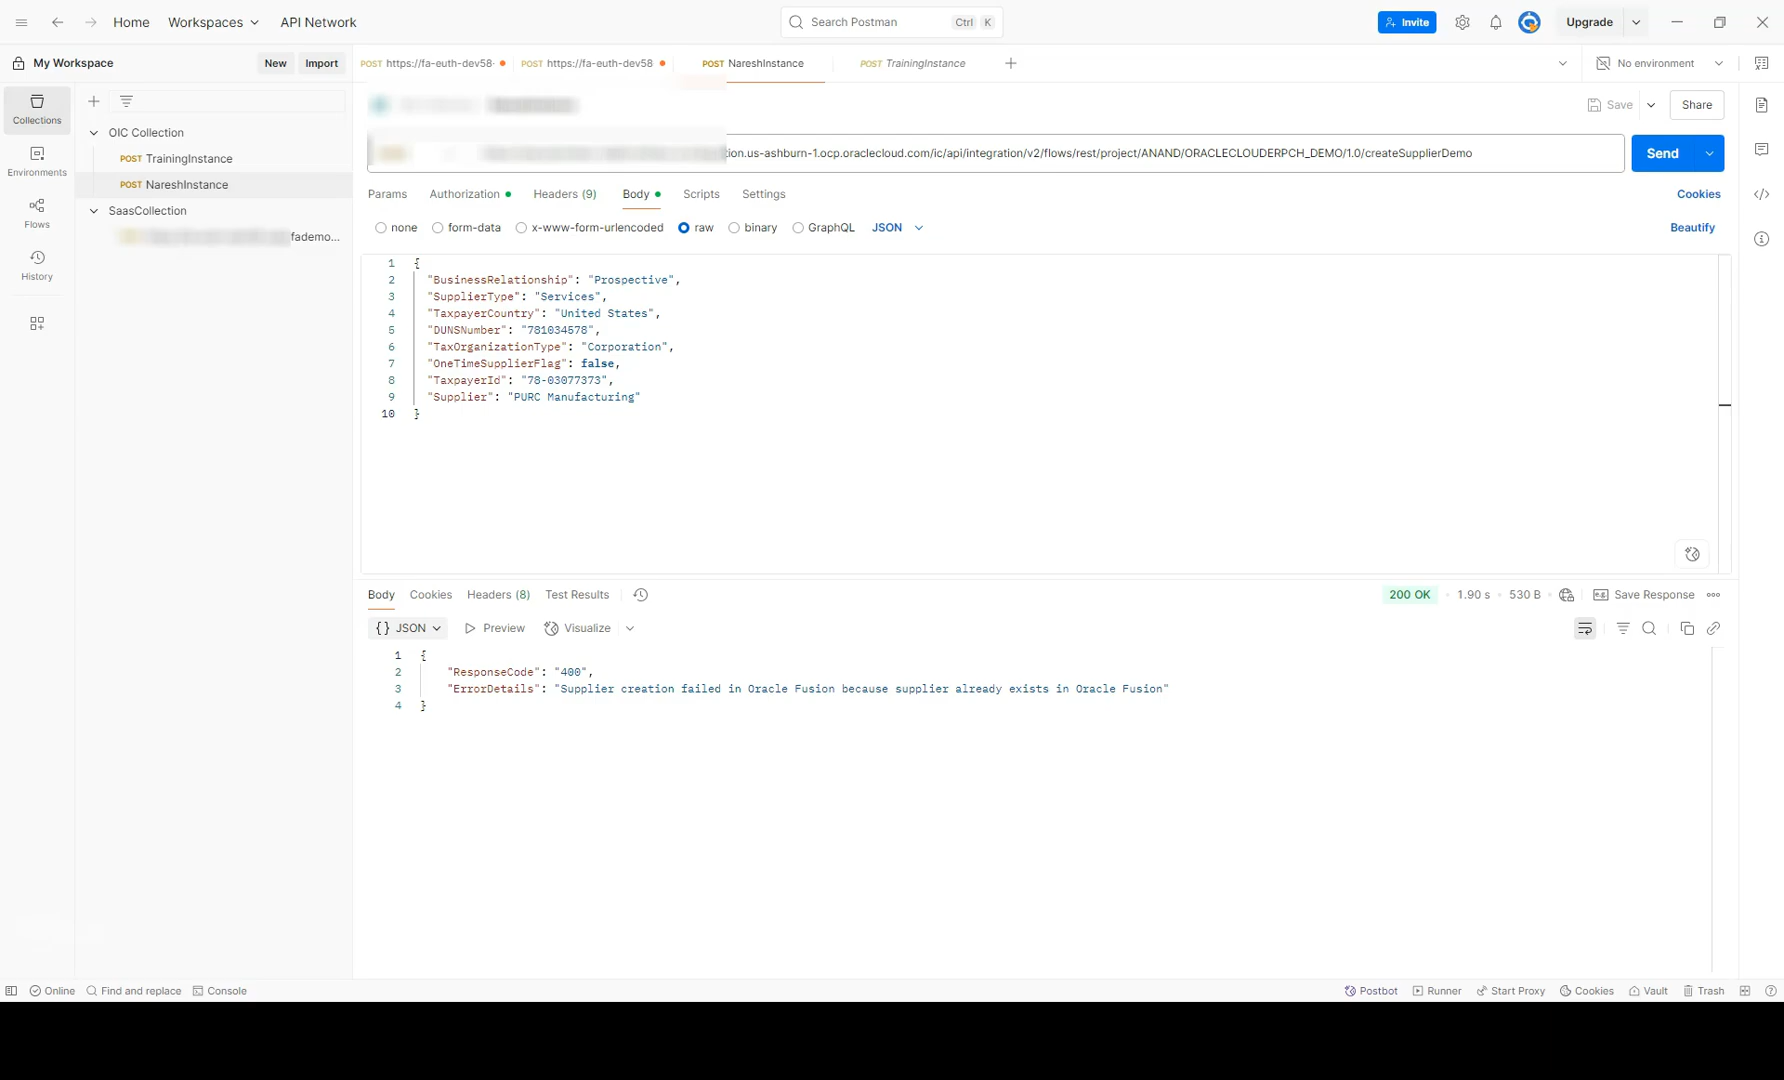 Home Workspaces API Network Search Postman Ctrl K Invite Upgrade
My Workspace New Import POST https://fa-euth-dev58- POST https://fa-euth-dev58 POST NareshInstance POST TrainingInstance No environment
Collections
Environments
Flows
History
OIC Collection
POST TrainingInstance
POST NareshInstance
SaasCollection
fademo...
Save Share
ion.us-ashburn-1.ocp.oraclecloud.com/ic/api/integration/v2/flows/rest/project/ANAND/ORACLECLOUDERPCH_DEMO/1.0/createSupplierDemo Send
Params Authorization Headers (9) Body Scripts Settings Cookies
none form-data x-www-form-urlencoded raw binary GraphQL JSON Beautify
1 {
2 "BusinessRelationship": "Prospective",
3 "SupplierType": "Services",
4 "TaxpayerCountry": "United States",
5 "DUNSNumber": "781034578",
6 "TaxOrganizationType": "Corporation",
7 "OneTimeSupplierFlag": false,
8 "TaxpayerId": "78-03077373",
9 "Supplier": "PURC Manufacturing"
10 }
Body Cookies Headers (8) Test Results 200 OK 1.90 s 530 B Save Response
{} JSON Preview Visualize
1 {
2 "ResponseCode": "400",
3 "ErrorDetails": "Supplier creation failed in Oracle Fusion because supplier already exists in Oracle Fusion"
4 }
Online Find and replace Console Postbot Runner Start Proxy Cookies Vault Trash